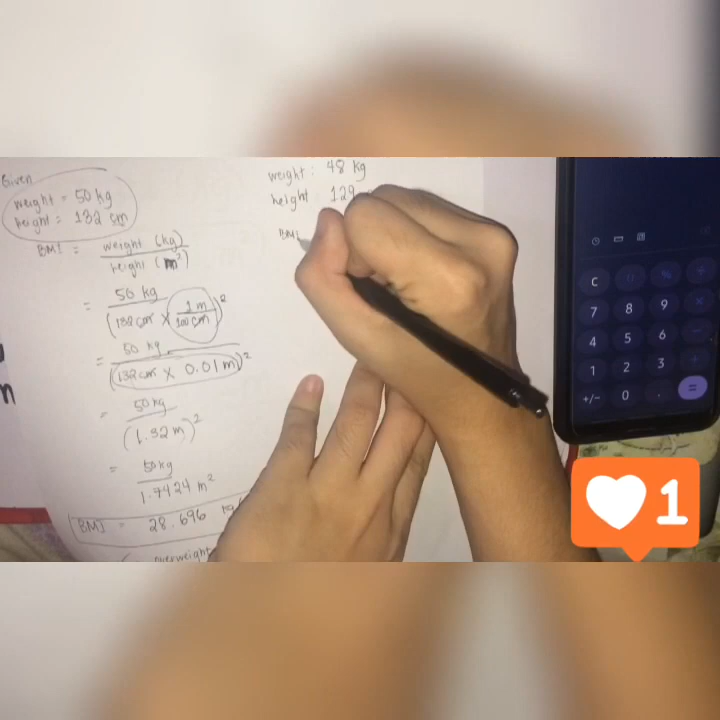 Given
weight = 50 kg
height = 132 cm
BMI = weight (kg)
height (m²)
= 50 kg
(132 cm × 1 m
100 cm)²
= 50 kg
(132 cm × 0.01 m)²
= 50 kg
(1.32 m)²
= 50 kg
1.7424 m²
BMI = 28.696 kg/
overweight
weight : 48 kg
height 129
BMI
C
()
%
÷
7 8 9 ×
4 5 6 −
1 2 3 +
+/− 0 . =
1